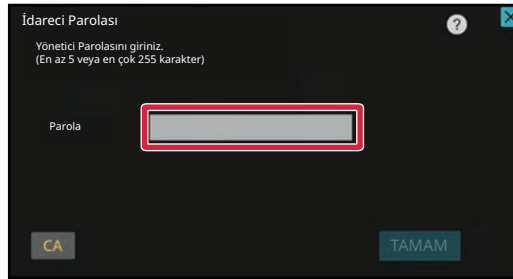 İdareci Parolası
Yönetici Parolasını giriniz.
(En az 5 veya en çok 255 karakter)
Parola
CA
TAMAM